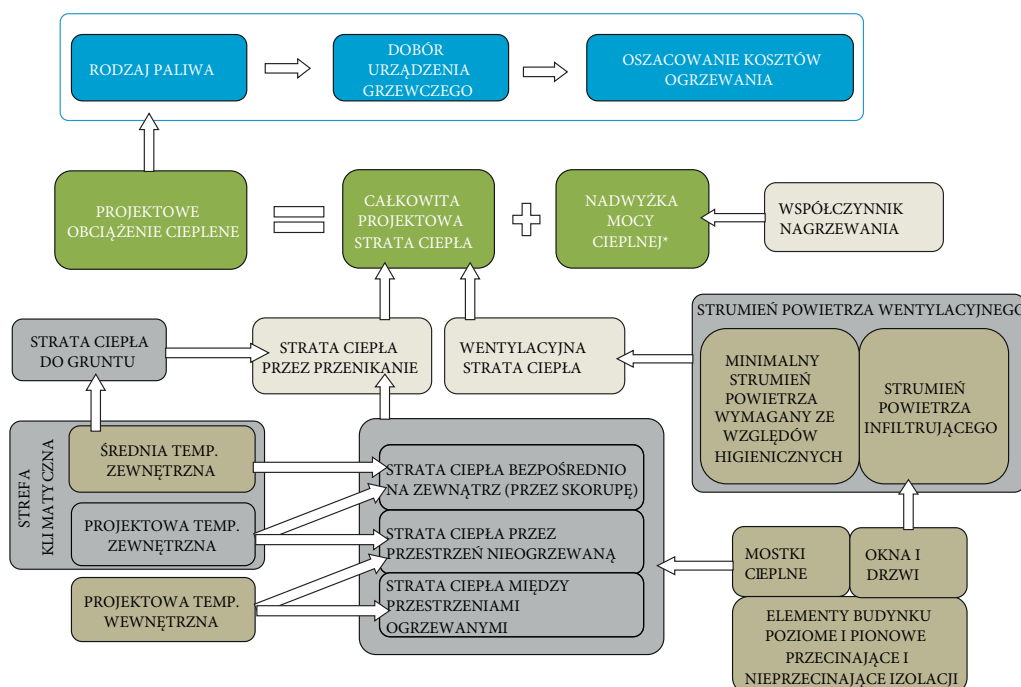 RODZAJ PALIWA
DOBÓR
URZĄDZENIA
GRZEWCZEGO
OSZACOWANIE KOSZTÓW
OGRZEWANIA
PROJEKTOWE
OBCIĄŻENIE CIEPLENE
CAŁKOWITA
PROJEKTOWA
STRATA CIEPŁA
NADWYŻKA
MOCY
CIEPLNEJ*
WSPÓŁCZYNNIK
NAGRZEWANIA
STRATA CIEPŁA
DO GRUNTU
STRATA CIEPŁA
PRZEZ PRZENIKANIE
WENTYLACYJNA
STRATA CIEPŁA
STRUMIEŃ POWIETRZA WENTYLACYJNEGO
MINIMALNY
STRUMIEŃ
POWIETRZA
WYMAGANY ZE
WZGLĘDÓW
HIGIENICZNYCH
STRUMIEŃ
POWIETRZA
INFILTRUJĄCEGO
STREFA
KLIMATYCZNA
ŚREDNIA TEMP.
ZEWNĘTRZNA
PROJEKTOWA TEMP.
ZEWNĘTRZNA
PROJEKTOWA TEMP.
WEWNĘTRZNA
STRATA CIEPŁA BEZPOŚREDNIO
NA ZEWNĄTRZ (PRZEZ SKORUPĘ)
STRATA CIEPŁA PRZEZ
PRZESTRZEŃ NIEOGRZEWANĄ
STRATA CIEPŁA MIĘDZY
PRZESTRZENIAMI
OGRZEWANYMI
MOSTKI
CIEPLNE
OKNA I
DRZWI
ELEMENTY BUDYNKU
POZIOME I PIONOWE
PRZECINAJĄCE I
NIEPRZECINAJĄCE IZOLACJI